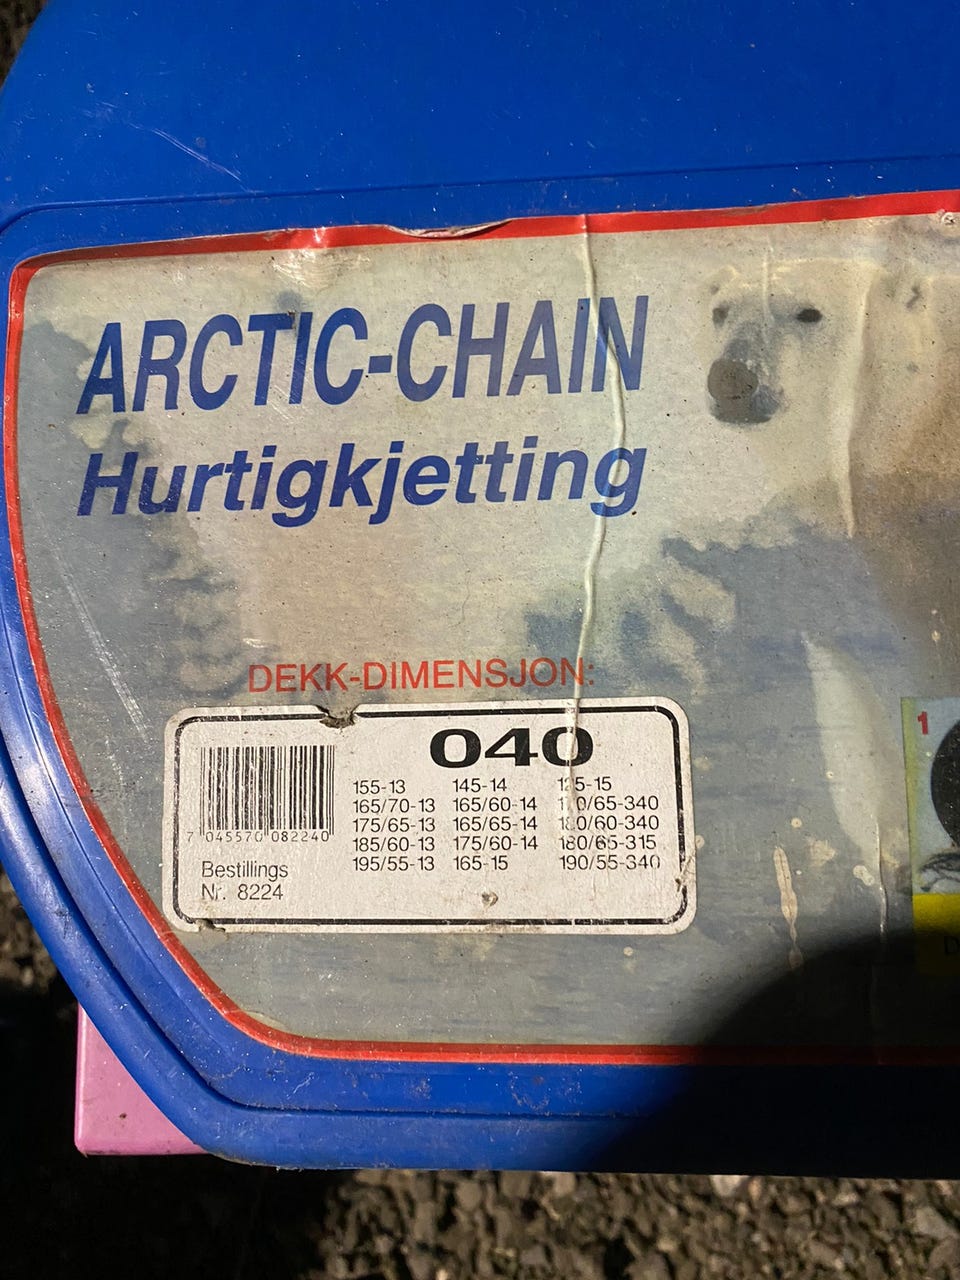 ARCTIC-CHAIN
Hurtigkjetting
DEKK-DIMENSJON:
040
155-13 145-14
165/70-13 165/60-14
175/65-13 165/65-14
185/60-13 175/60-14 180/65-315
195/55-13 165-15 190/55-340
7 045570 082240
Bestillings
Nr. 8224
1